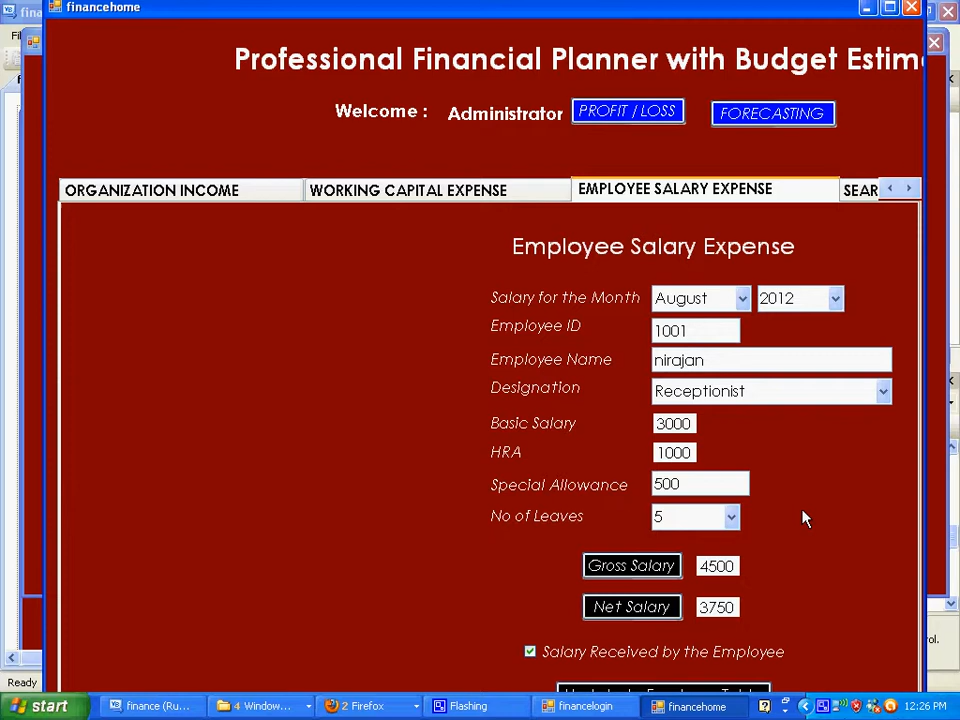 financehome
Professional Financial Planner with Budget Estim
Welcome : Administrator PROFIT / LOSS FORECASTING
ORGANIZATION INCOME WORKING CAPITAL EXPENSE EMPLOYEE SALARY EXPENSE SEAR
Employee Salary Expense
Salary for the Month August 2012
Employee ID 1001
Employee Name nirajan
Designation Receptionist
Basic Salary 3000
HRA 1000
Special Allowance 500
No of Leaves 5
Gross Salary 4500
Net Salary 3750
Salary Received by the Employee
Ready
start finance (Ru... 4 Window... 2 Firefox Flashing financelogin financehome 12:26 PM